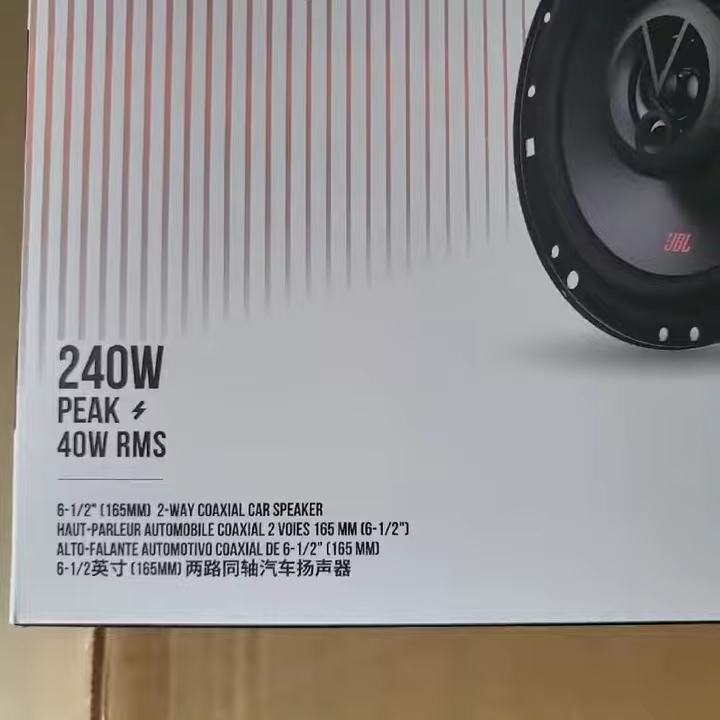 JBL
240W
PEAK
40W RMS
6-1/2" (165MM) 2-WAY COAXIAL CAR SPEAKER
HAUT-PARLEUR AUTOMOBILE COAXIAL 2 VOIES 165 MM (6-1/2")
ALTO-FALANTE AUTOMOTIVO COAXIAL DE 6-1/2" (165 MM)
6-1/2英寸 (165MM) 两路同轴汽车扬声器